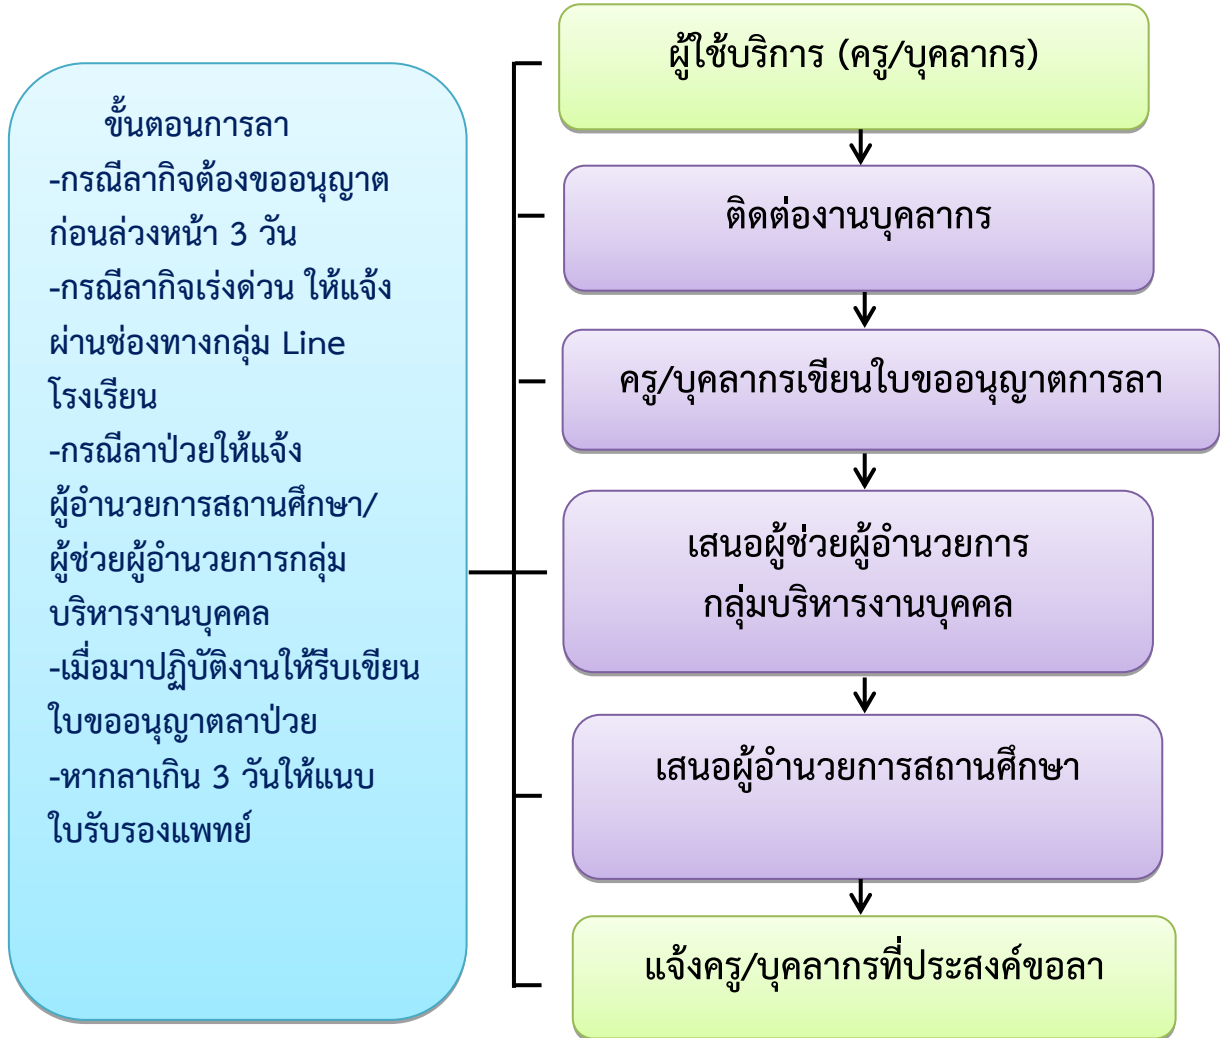 ขั้นตอนการลา
-กรณีลากิจต้องขออนุญาต
ก่อนล่วงหน้า 3 วัน
-กรณีลากิจเร่งด่วน ให้แจ้ง
ผ่านช่องทางกลุ่ม Line
โรงเรียน
-กรณีลาป่วยให้แจ้ง
ผู้อำนวยการสถานศึกษา/
ผู้ช่วยผู้อำนวยการกลุ่ม
บริหารงานบุคคล
-เมื่อมาปฏิบัติงานให้รีบเขียน
ใบขออนุญาตลาป่วย
-หากลาเกิน 3 วันให้แนบ
ใบรับรองแพทย์
ผู้ใช้บริการ (ครู/บุคลากร)
ติดต่องานบุคลากร
ครู/บุคลากรเขียนใบขออนุญาตการลา
เสนอผู้ช่วยผู้อำนวยการ
กลุ่มบริหารงานบุคคล
เสนอผู้อำนวยการสถานศึกษา
แจ้งครู/บุคลากรที่ประสงค์ขอลา